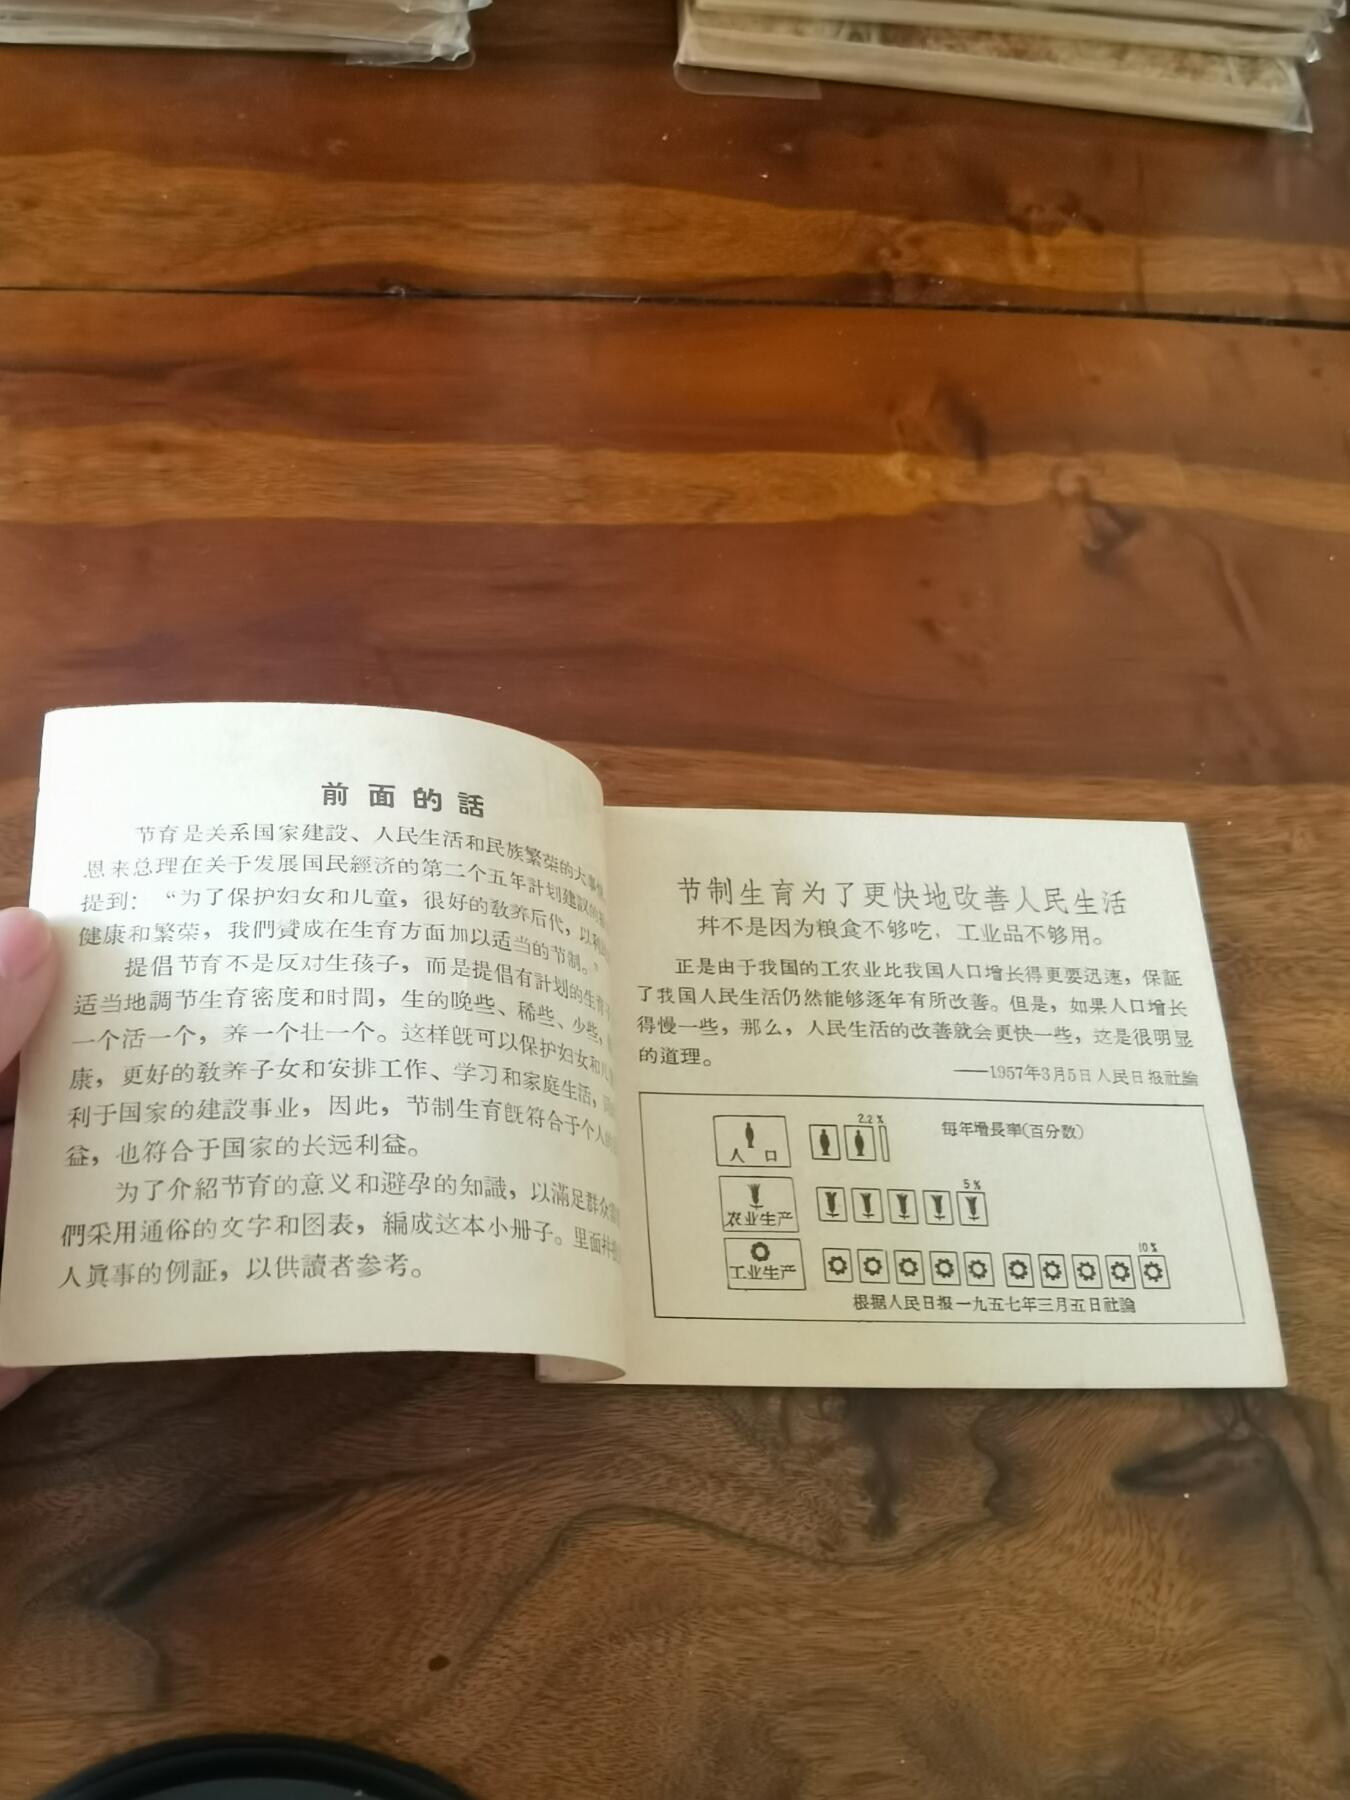 前面的話
节育是关系国家建設、人民生活和民族繁荣的大事
恩来总理在关于发展国民經济的第二个五年計划建議的
提到：“为了保护妇女和儿童，很好的敎养后代，以利
健康和繁荣，我們贊成在生育方面加以适当的节制。”
提倡节育不是反对生孩子，而是提倡有計划的生育
适当地調节生育密度和时間，生的晚些、稀些、少些，
一个活一个，养一个壮一个。这样旣可以保护妇女和儿
康，更好的敎养子女和安排工作、学习和家庭生活，
利于国家的建設事业，因此，节制生育旣符合于个人的
益，也符合于国家的长远利益。
为了介紹节育的意义和避孕的知識，以滿足群众
們采用通俗的文字和图表，編成这本小册子。里面
人眞事的例証，以供讀者参考。
节制生育为了更快地改善人民生活
幷不是因为粮食不够吃，工业品不够用。
正是由于我国的工农业比我国人口增长得更要迅速，保証
了我国人民生活仍然能够逐年有所改善。但是，如果人口增长
得慢一些，那么，人民生活的改善就会更快一些，这是很明显
的道理。
——1957年3月5日人民日报社論
每年增長率(百分数)
人口
2.2%
农业生产
5%
工业生产
10%
根据人民日报一九五七年三月五日社論